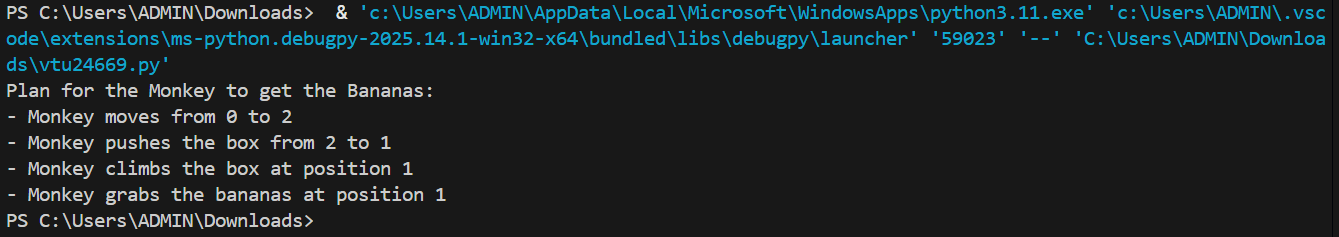 PS C:\Users\ADMIN\Downloads>  & 'c:\Users\ADMIN\AppData\Local\Microsoft\WindowsApps\python3.11.exe' 'c:\Users\ADMIN\.vsc
ode\extensions\ms-python.debugpy-2025.14.1-win32-x64\bundled\libs\debugpy\launcher' '59023' '--' 'C:\Users\ADMIN\Downloa
ds\vtu24669.py'
Plan for the Monkey to get the Bananas:
- Monkey moves from 0 to 2
- Monkey pushes the box from 2 to 1
- Monkey climbs the box at position 1
- Monkey grabs the bananas at position 1
PS C:\Users\ADMIN\Downloads>